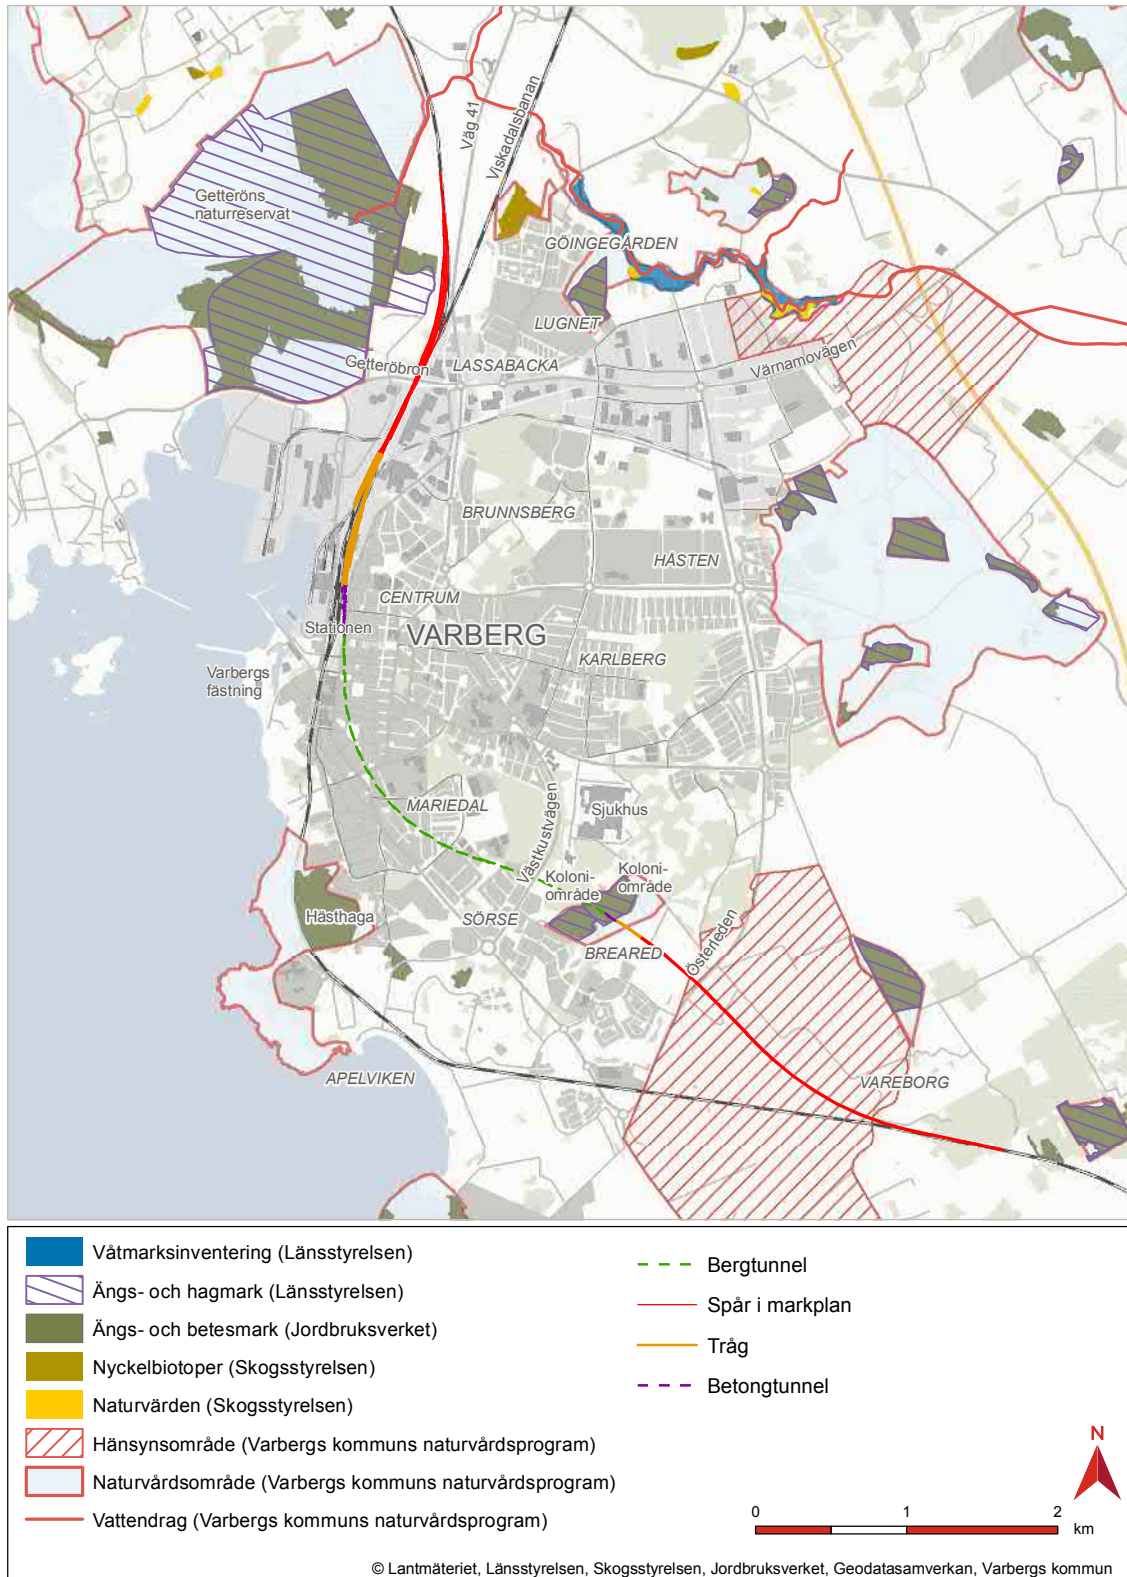 Väg 41
Viskadalsbanan
Getteröns
naturreservat
GÖINGEGÅRDEN
LUGNET
Getteröbron
LASSABACKA
Värnamovägen
BRUNNSBERG
HÅSTEN
CENTRUM
Stationen
VARBERG
KARLBERG
Varbergs
fästning
MARIEDAL
Västkustvägen
Sjukhus
Koloni-
område
Koloni-
område
Hästhaga
SÖRSE
BREARED
Österleden
APELVIKEN
VAREBORG
Våtmarksinventering (Länsstyrelsen)
Ängs- och hagmark (Länsstyrelsen)
Ängs- och betesmark (Jordbruksverket)
Nyckelbiotoper (Skogsstyrelsen)
Naturvärden (Skogsstyrelsen)
Hänsynsområde (Varbergs kommuns naturvårdsprogram)
Naturvårdsområde (Varbergs kommuns naturvårdsprogram)
Vattendrag (Varbergs kommuns naturvårdsprogram)
Bergtunnel
Spår i markplan
Tråg
Betongtunnel
N
0 1 2
km
© Lantmäteriet, Länsstyrelsen, Skogsstyrelsen, Jordbruksverket, Geodatasamverkan, Varbergs kommun